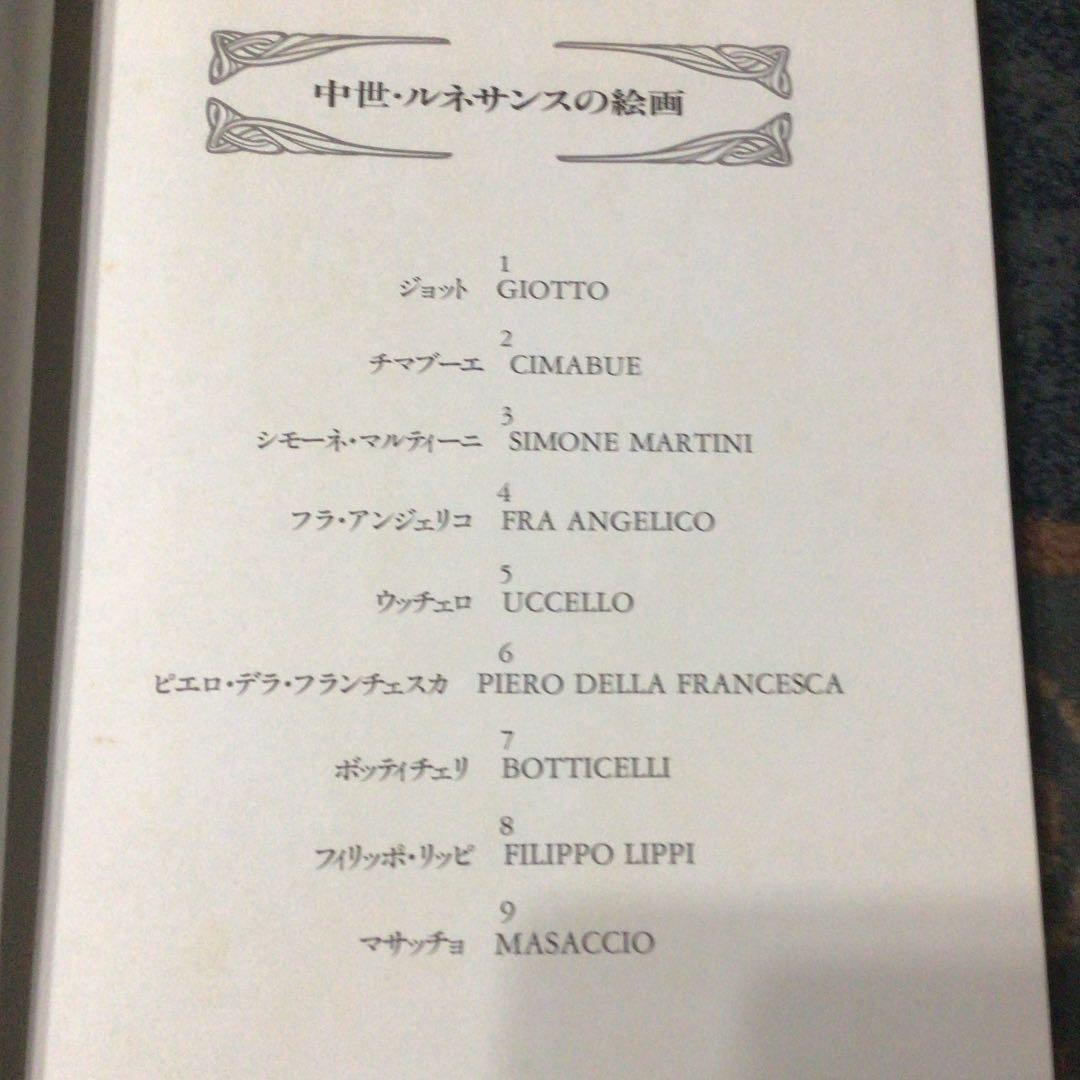 中世・ルネサンスの絵画
1
ジョット GIOTTO
2
チマブーエ CIMABUE
3
シモーネ・マルティーニ SIMONE MARTINI
4
フラ・アンジェリコ FRA ANGELICO
5
ウッチェロ UCCELLO
6
ピエロ・デラ・フランチェスカ PIERO DELLA FRANCESCA
7
ボッティチェリ BOTTICELLI
8
フィリッポ・リッピ FILIPPO LIPPI
9
マサッチョ MASACCIO